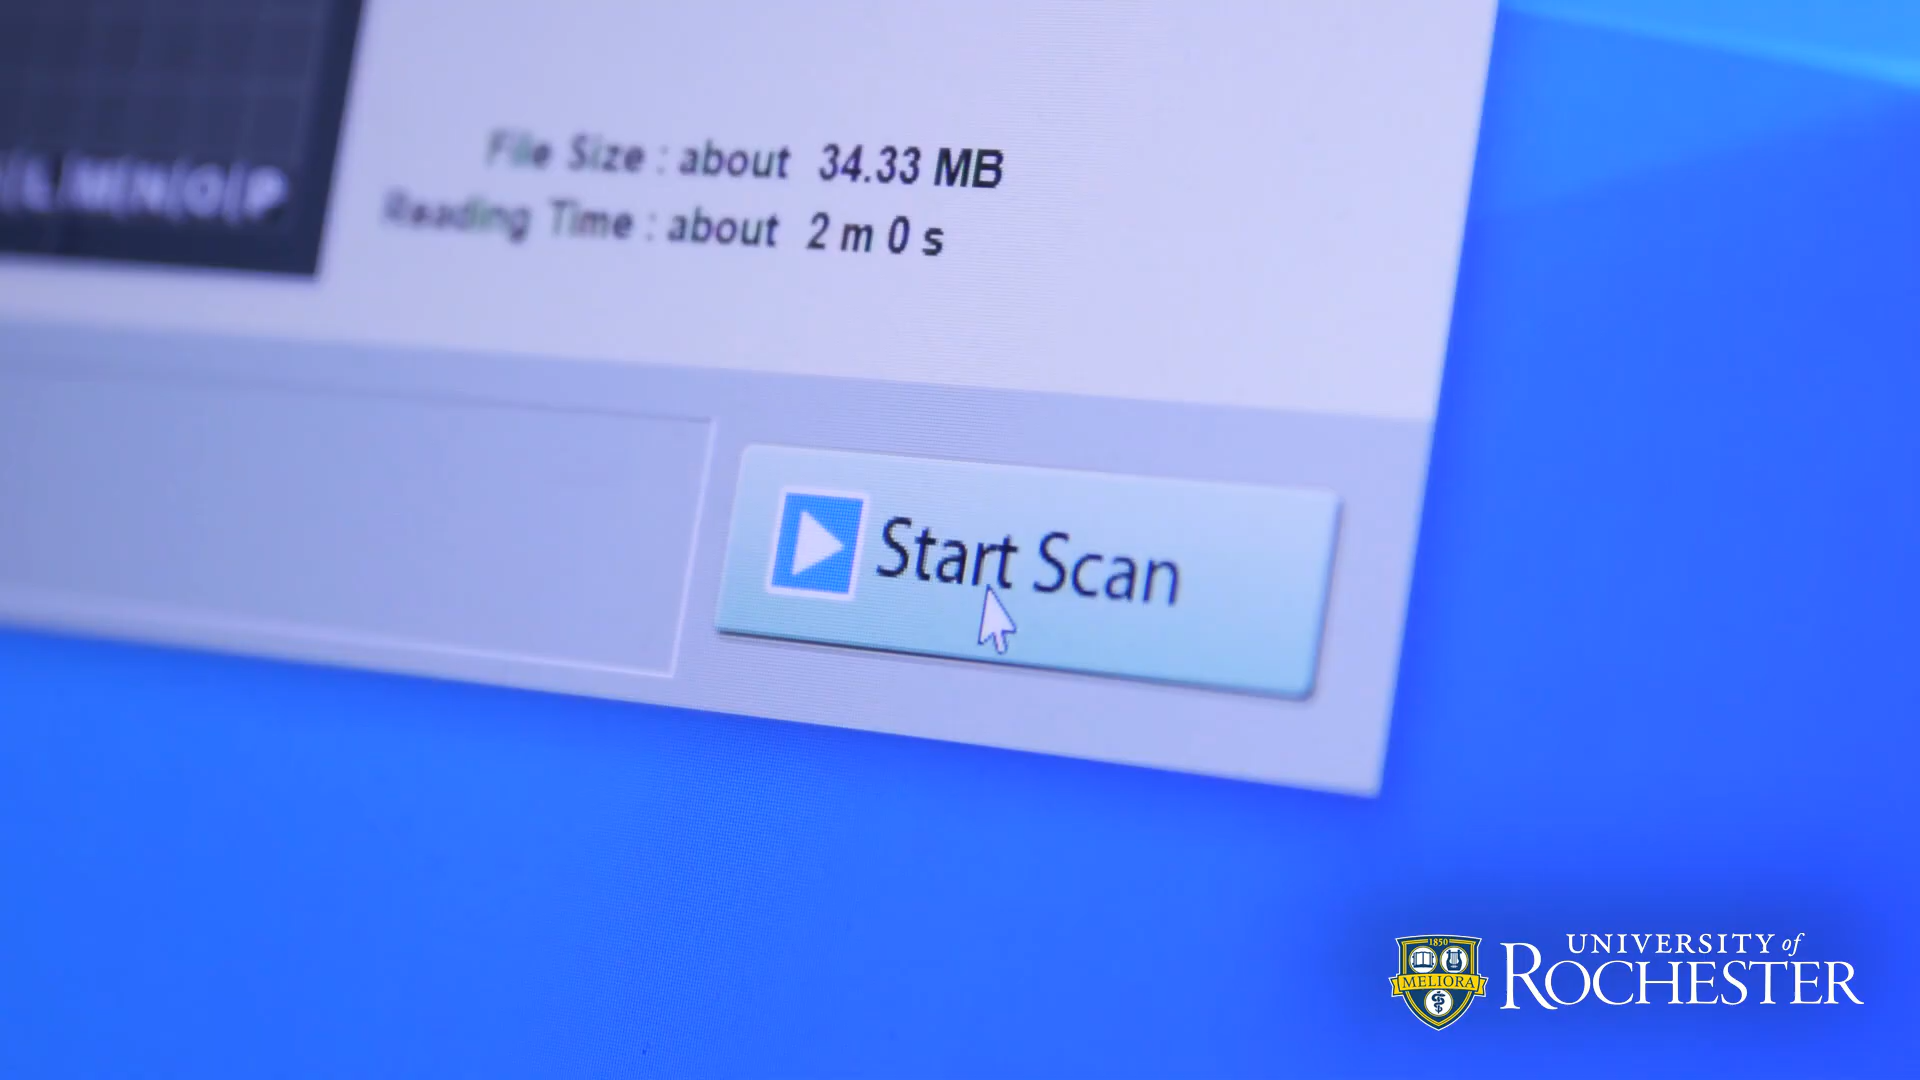 L|M|N|O|P
File Size : about 34.33 MB
Reading Time : about 2 m 0 s
Start Scan
1850
MELIORA
UNIVERSITY of
ROCHESTER